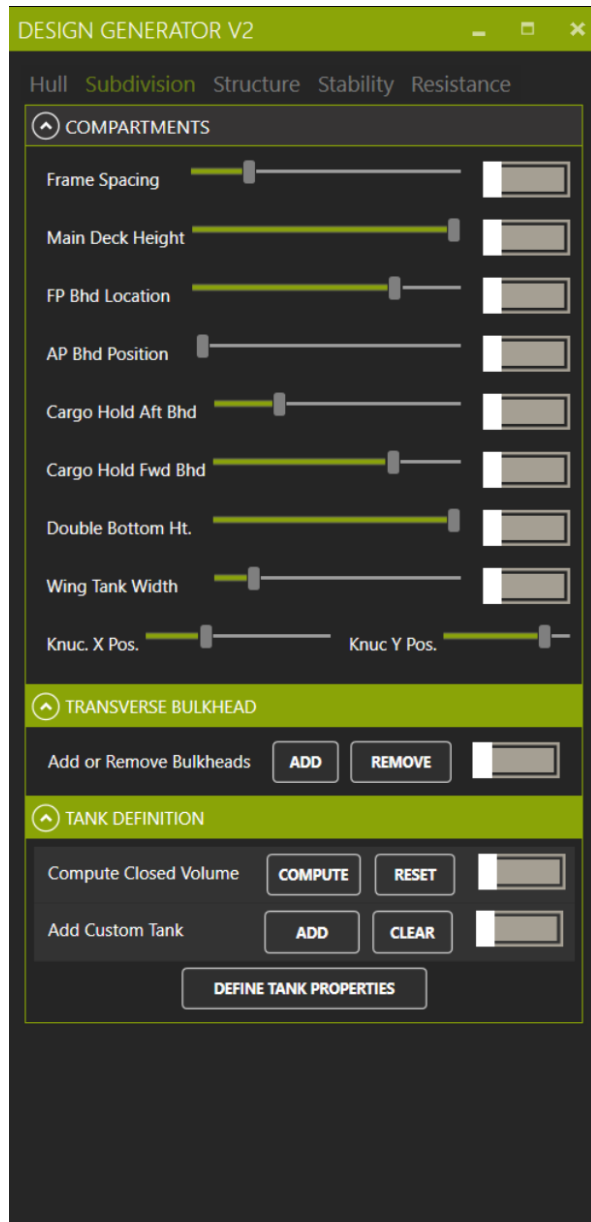 DESIGN GENERATOR V2
Hull Subdivision Structure Stability Resistance
COMPARTMENTS
Frame Spacing
Main Deck Height
FP Bhd Location
AP Bhd Position
Cargo Hold Aft Bhd
Cargo Hold Fwd Bhd
Double Bottom Ht.
Wing Tank Width
Knuc. X Pos. Knuc Y Pos.
TRANSVERSE BULKHEAD
Add or Remove Bulkheads ADD REMOVE
TANK DEFINITION
Compute Closed Volume COMPUTE RESET
Add Custom Tank ADD CLEAR
DEFINE TANK PROPERTIES